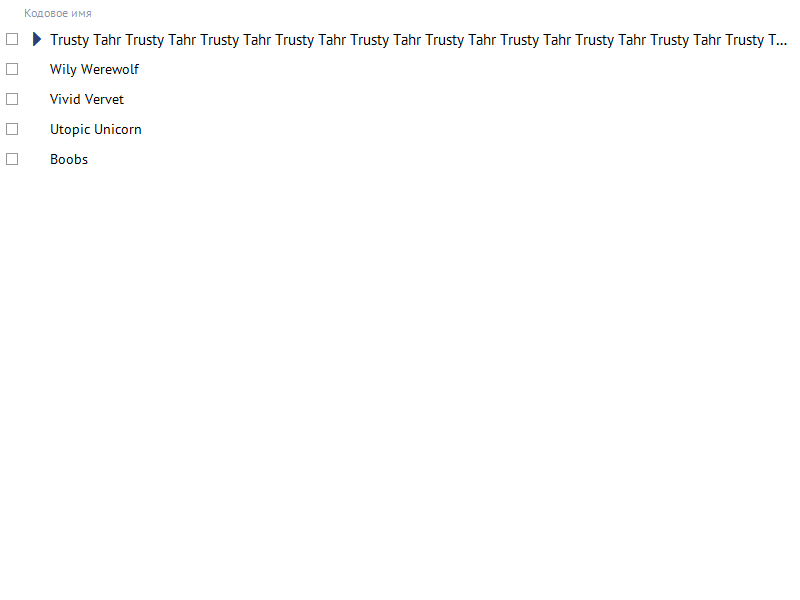 Кодовое имя
Trusty Tahr Trusty Tahr Trusty Tahr Trusty Tahr Trusty Tahr Trusty Tahr Trusty Tahr Trusty Tahr Trusty Tahr Trusty T...
Wily Werewolf
Vivid Vervet
Utopic Unicorn
Boobs